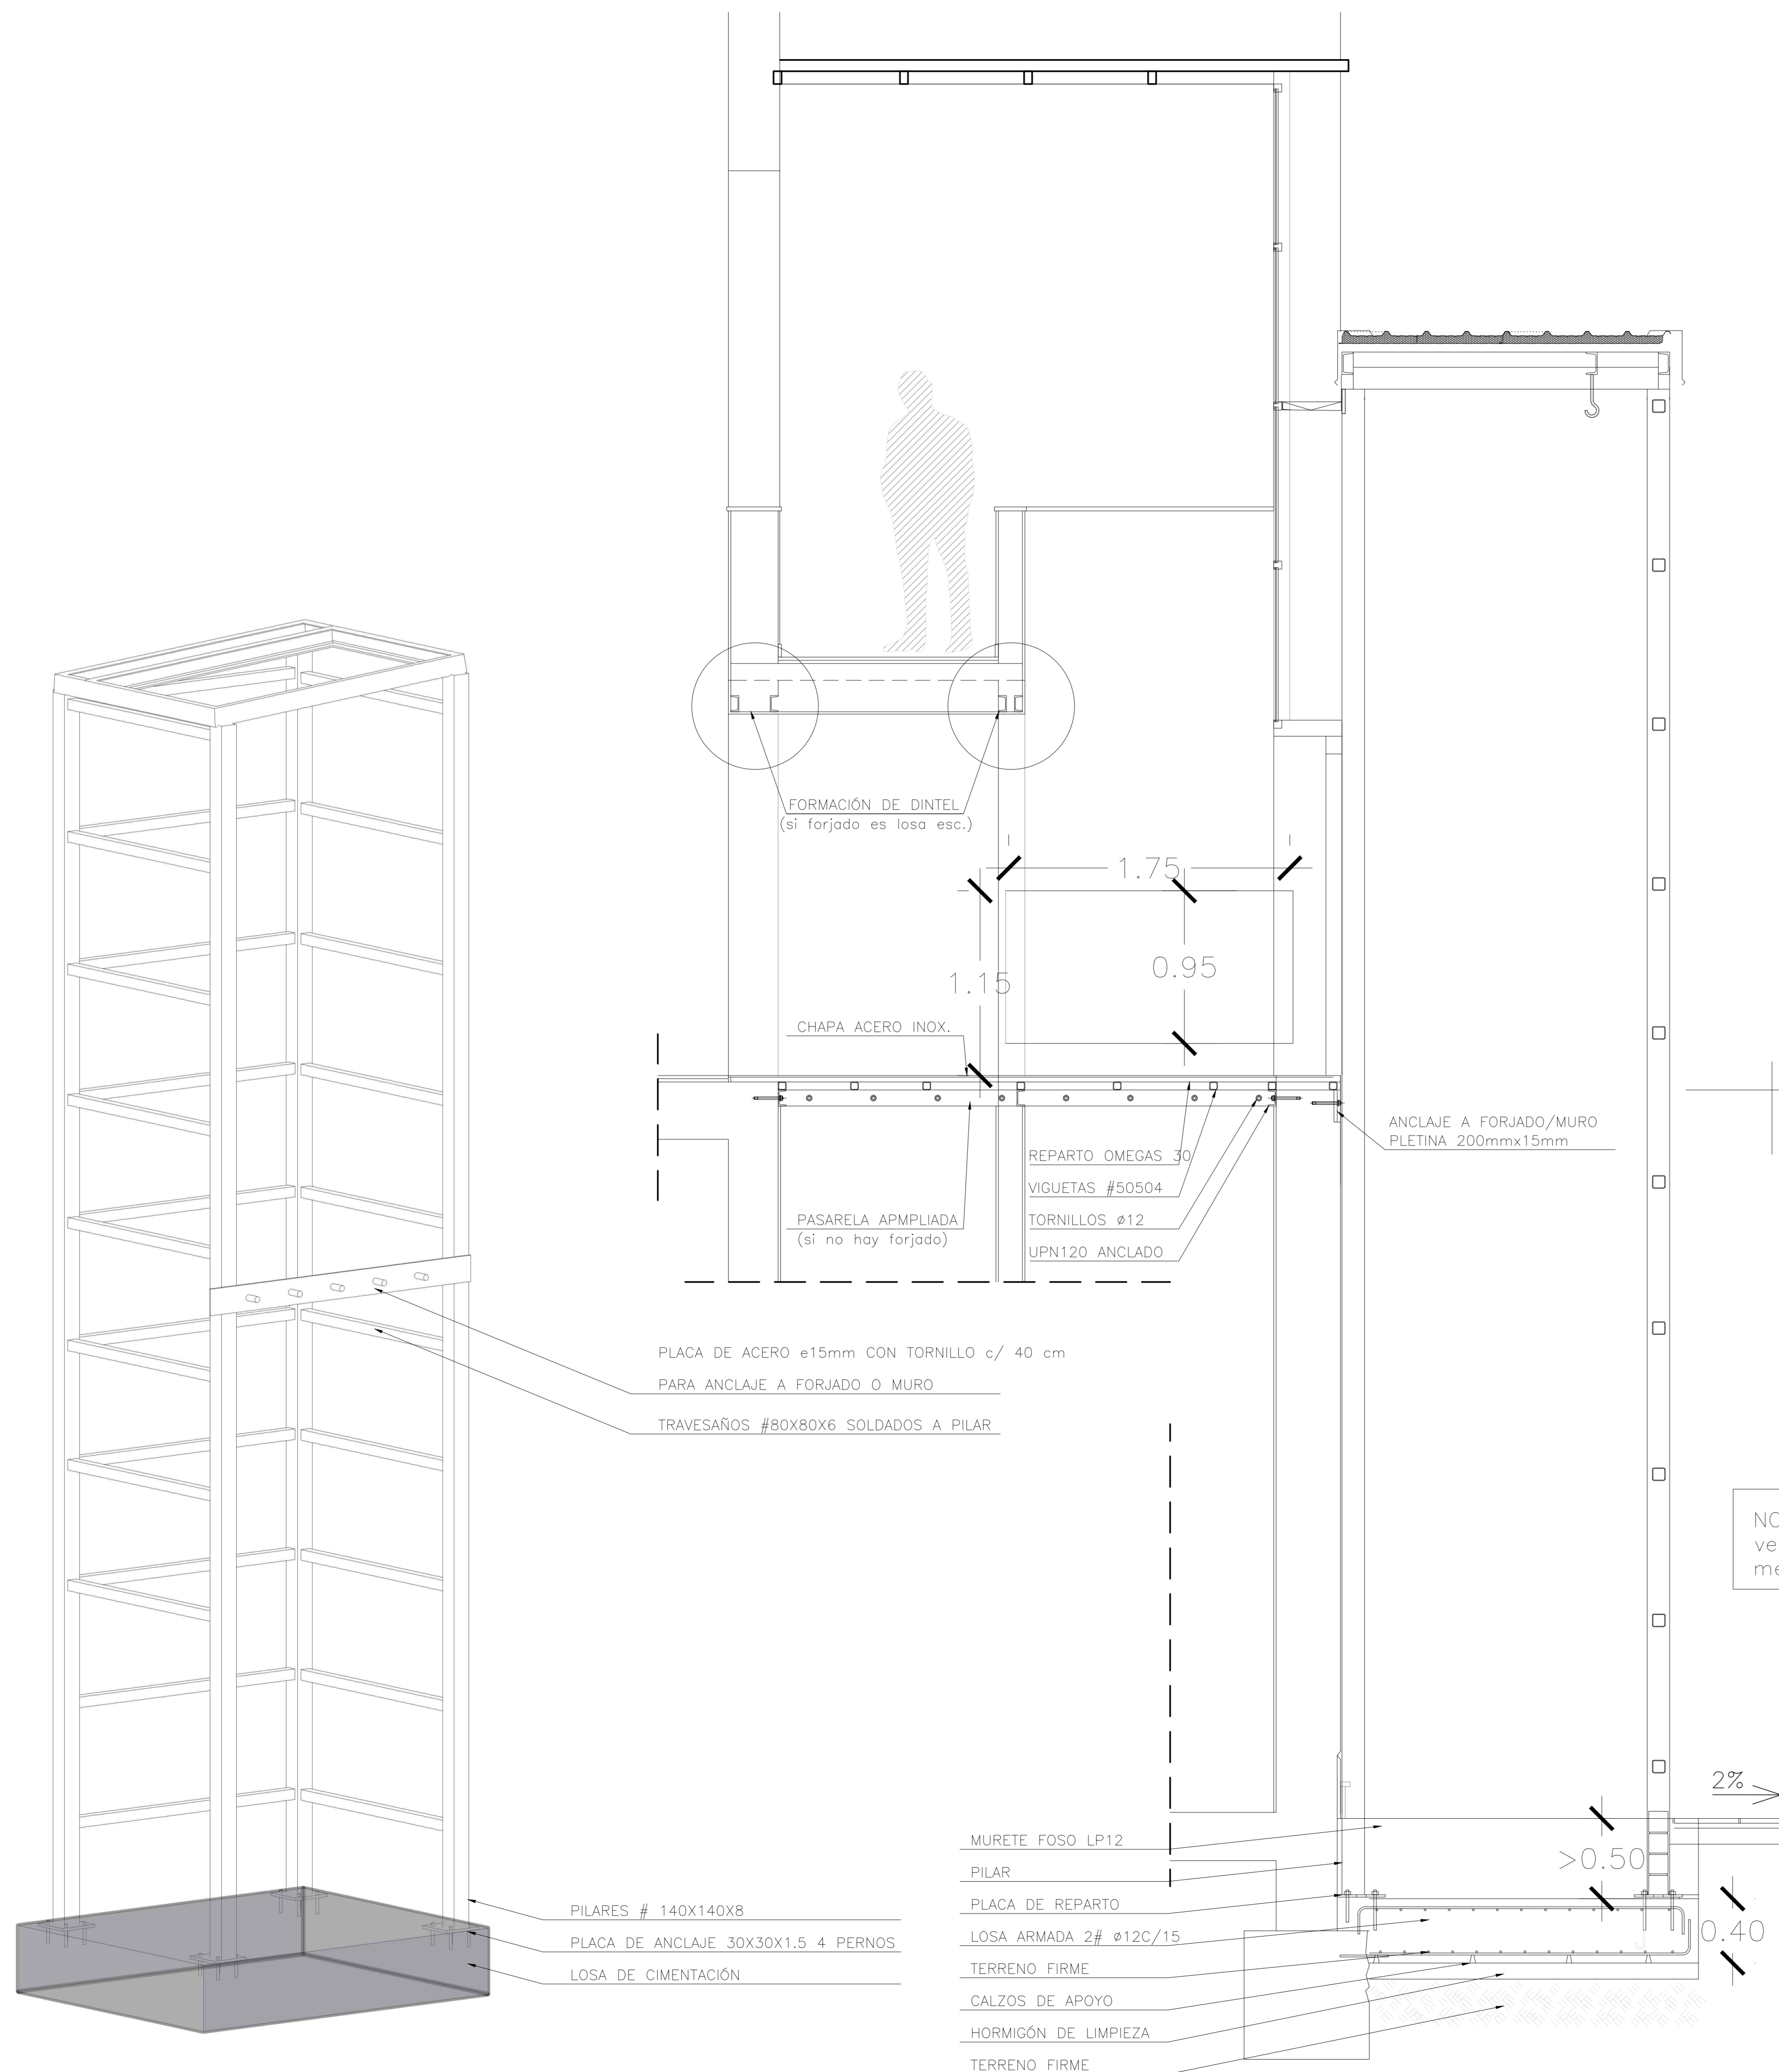 FORMACIÓN DE DINTEL
(si forjado es losa esc.)
1.75
1.15
0.95
CHAPA ACERO INOX.
ANCLAJE A FORJADO/MURO
PLETINA 200mmx15mm
REPARTO OMEGAS 30
VIGUETAS #50504
TORNILLOS ø12
UPN120 ANCLADO
PASARELA APMPLIADA
(si no hay forjado)
PLACA DE ACERO e15mm CON TORNILLO c/ 40 cm
PARA ANCLAJE A FORJADO O MURO
TRAVESAÑOS #80X80X6 SOLDADOS A PILAR
NO
ve
me
2%
>0.50
0.40
PILARES # 140X140X8
PLACA DE ANCLAJE 30X30X1.5 4 PERNOS
LOSA DE CIMENTACIÓN
MURETE FOSO LP12
PILAR
PLACA DE REPARTO
LOSA ARMADA 2# ø12C/15
TERRENO FIRME
CALZOS DE APOYO
HORMIGÓN DE LIMPIEZA
TERRENO FIRME